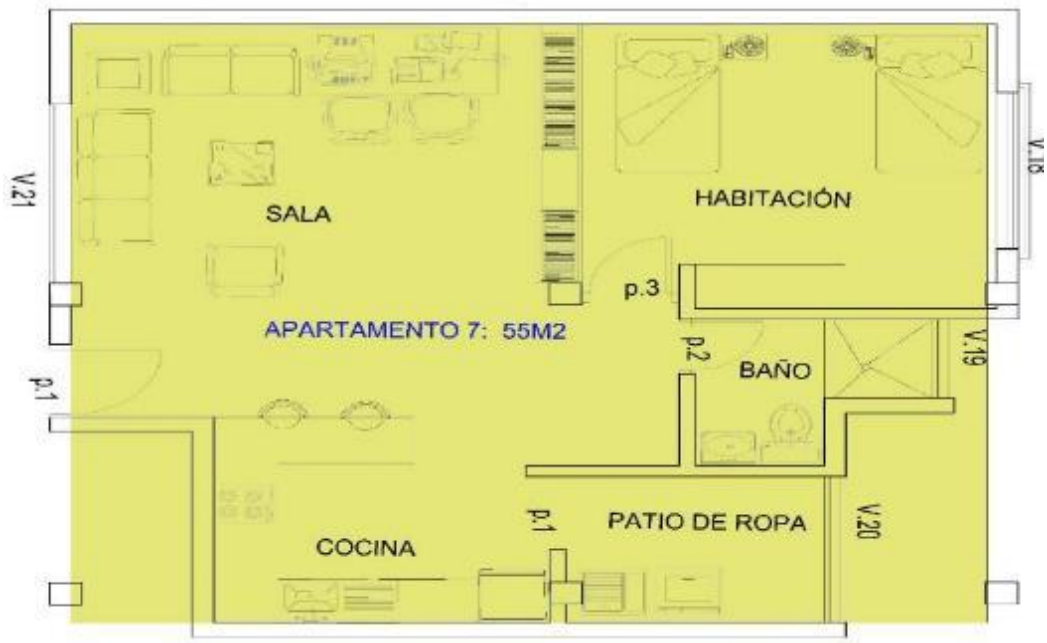 V.21
SALA
HABITACIÓN
V.18
p.3
APARTAMENTO 7: 55M2
p.1
p.2
BAÑO
V.19
COCINA
p.1
PATIO DE ROPA
V.20